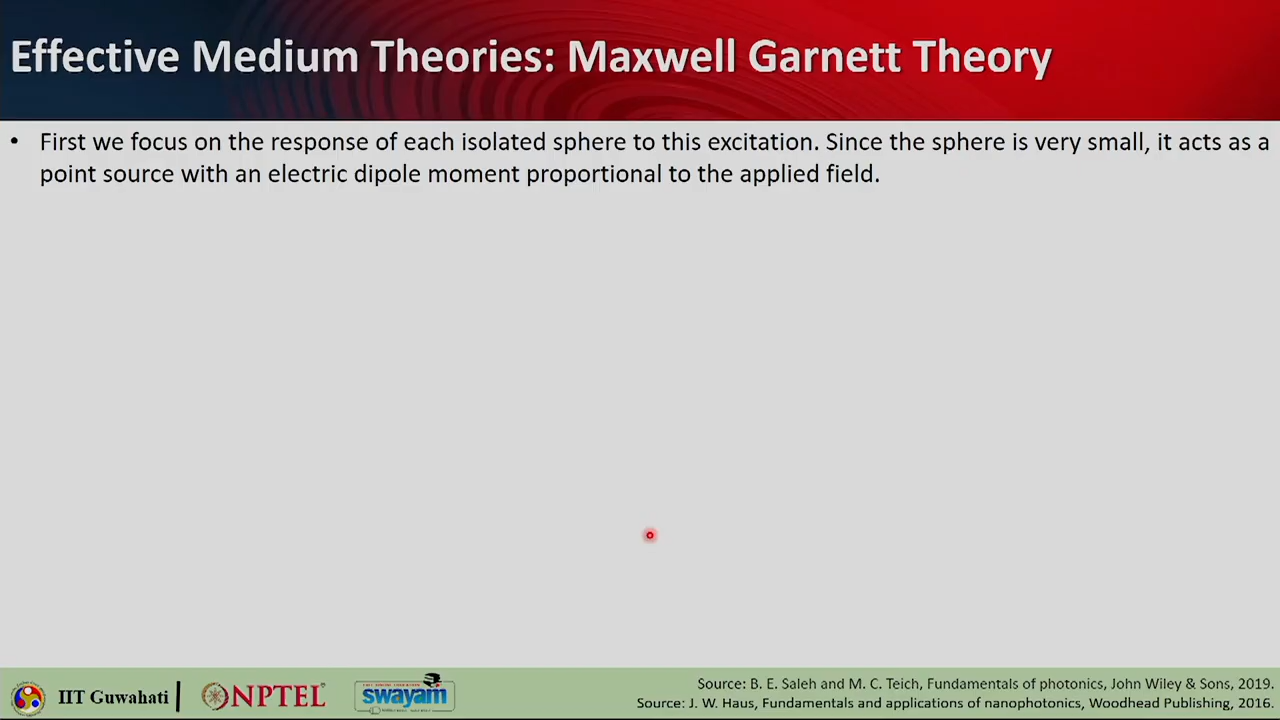 Effective Medium Theories: Maxwell Garnett Theory
• First we focus on the response of each isolated sphere to this excitation. Since the sphere is very small, it acts as a
point source with an electric dipole moment proportional to the applied field.
IIT Guwahati
NPTEL
swayam
Source: B. E. Saleh and M. C. Teich, Fundamentals of photonics, John Wiley & Sons, 2019.
Source: J. W. Haus, Fundamentals and applications of nanophotonics, Woodhead Publishing, 2016.